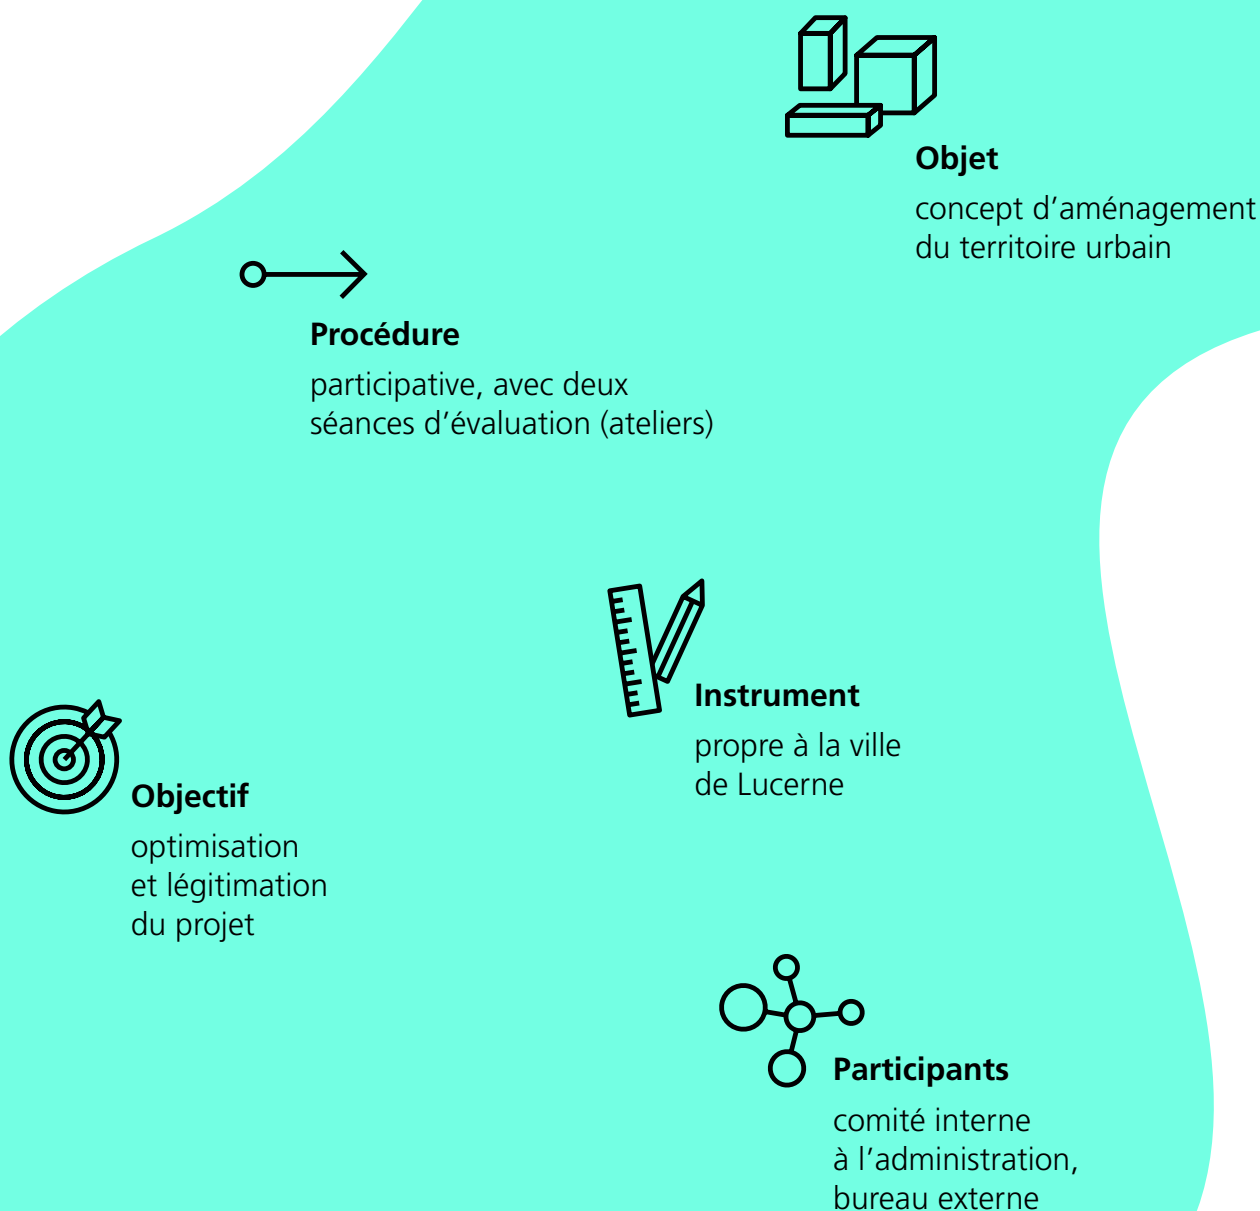 Objet
concept d’aménagement
du territoire urbain
Procédure
participative, avec deux
séances d’évaluation (ateliers)
Instrument
propre à la ville
de Lucerne
Objectif
optimisation
et légitimation
du projet
Participants
comité interne
à l’administration,
bureau externe